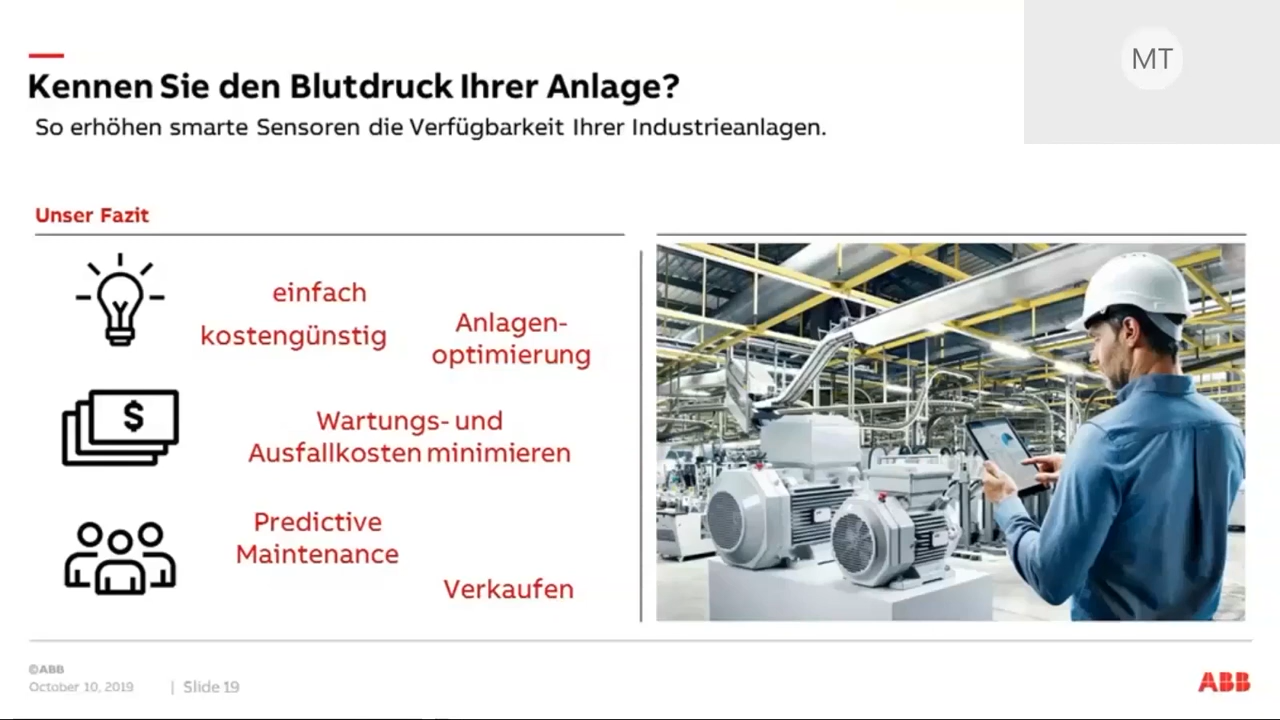 MT
Kennen Sie den Blutdruck Ihrer Anlage?
So erhöhen smarte Sensoren die Verfügbarkeit Ihrer Industrieanlagen.
Unser Fazit
einfach
kostengünstig
Anlagen-
optimierung
$
Wartungs- und
Ausfallkosten minimieren
Predictive
Maintenance
Verkaufen
©ABB
October 10, 2019 | Slide 19
ABB